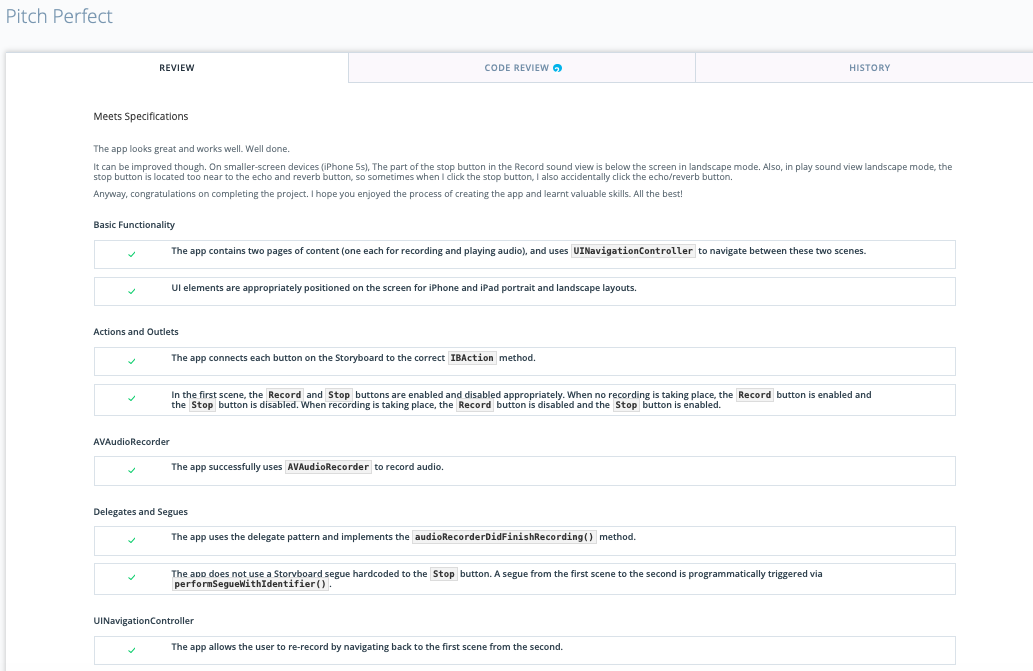 Pitch Perfect
REVIEW
CODE REVIEW
HISTORY
Meets Specifications
The app looks great and works well. Well done.
It can be improved though. On smaller-screen devices (iPhone 5s), The part of the stop button in the Record sound view is below the screen in landscape mode. Also, in play sound view landscape mode, the
stop button is located too near to the echo and reverb button, so sometimes when I click the stop button, I also accidentally click the echo/reverb button.
Anyway, congratulations on completing the project. I hope you enjoyed the process of creating the app and learnt valuable skills. All the best!
Basic Functionality
The app contains two pages of content (one each for recording and playing audio), and uses UINavigationController to navigate between these two scenes.
UI elements are appropriately positioned on the screen for iPhone and iPad portrait and landscape layouts.
Actions and Outlets
The app connects each button on the Storyboard to the correct IBAction method.
In the first scene, the Record and Stop buttons are enabled and disabled appropriately. When no recording is taking place, the Record button is enabled and
the Stop button is disabled. When recording is taking place, the Record button is disabled and the Stop button is enabled.
AVAudioRecorder
The app successfully uses AVAudioRecorder to record audio.
Delegates and Segues
The app uses the delegate pattern and implements the audioRecorderDidFinishRecording() method.
The app does not use a Storyboard segue hardcoded to the Stop button. A segue from the first scene to the second is programmatically triggered via
performSegueWithIdentifier().
UINavigationController
The app allows the user to re-record by navigating back to the first scene from the second.